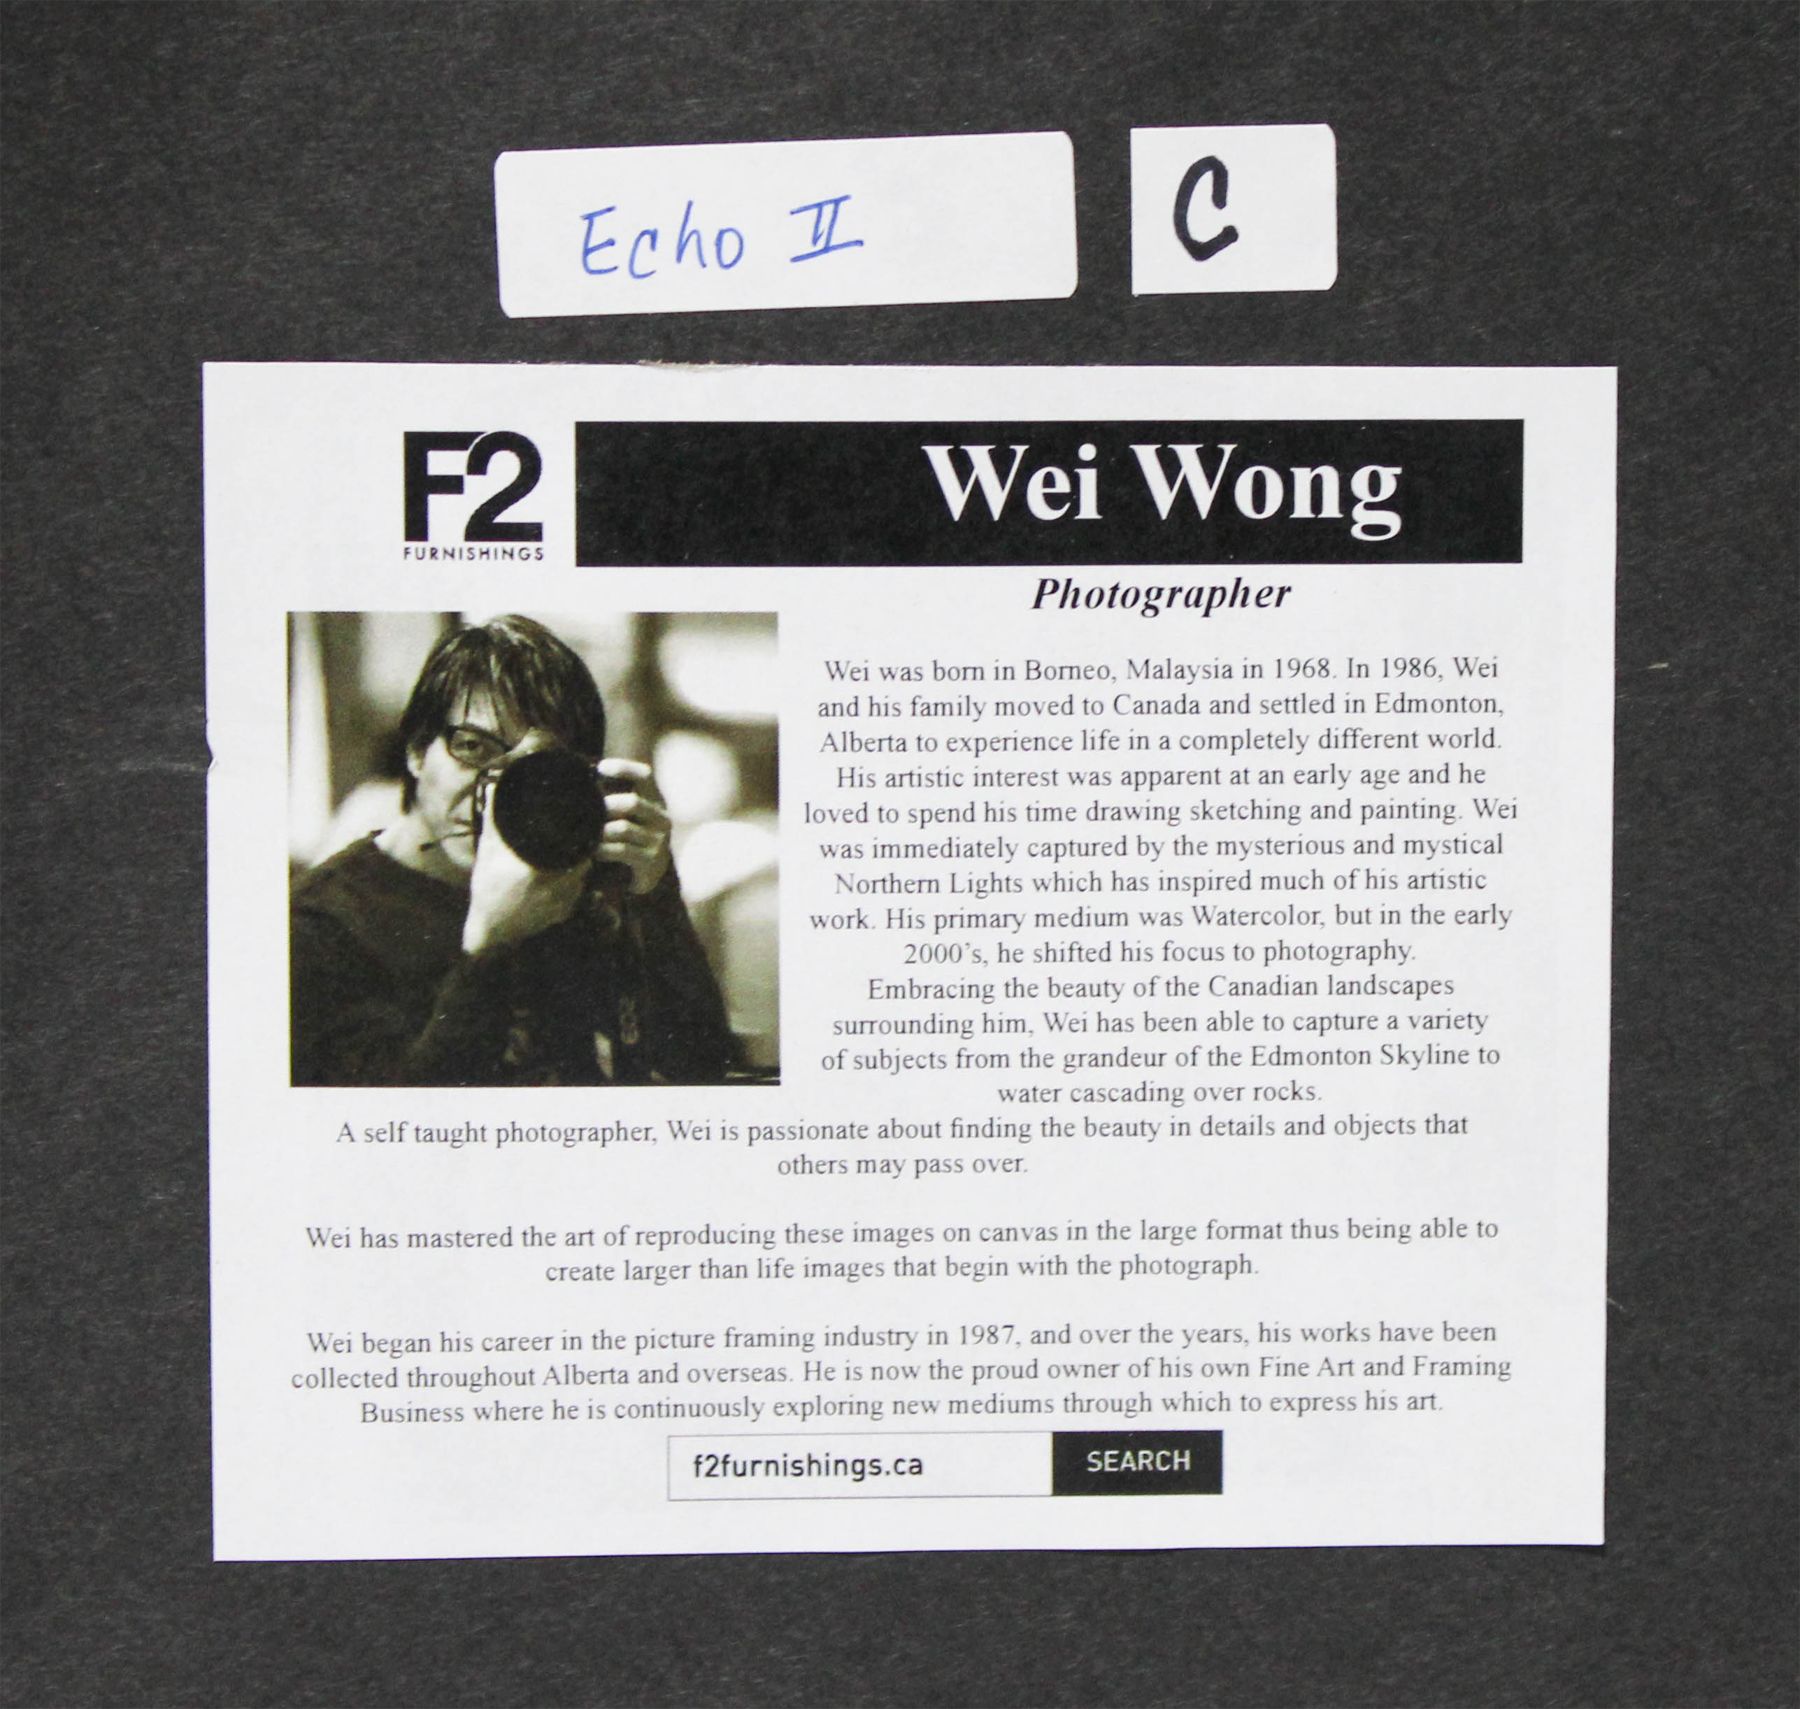 Echo II
C
F2
FURNISHINGS
Wei Wong
Photographer
Wei was born in Borneo, Malaysia in 1968. In 1986, Wei
and his family moved to Canada and settled in Edmonton,
Alberta to experience life in a completely different world.
His artistic interest was apparent at an early age and he
loved to spend his time drawing sketching and painting. Wei
was immediately captured by the mysterious and mystical
Northern Lights which has inspired much of his artistic
work. His primary medium was Watercolor, but in the early
2000's, he shifted his focus to photography.
Embracing the beauty of the Canadian landscapes
surrounding him, Wei has been able to capture a variety
of subjects from the grandeur of the Edmonton Skyline to
water cascading over rocks.
A self taught photographer, Wei is passionate about finding the beauty in details and objects that
others may pass over.
Wei has mastered the art of reproducing these images on canvas in the large format thus being able to
create larger than life images that begin with the photograph.
Wei began his career in the picture framing industry in 1987, and over the years, his works have been
collected throughout Alberta and overseas. He is now the proud owner of his own Fine Art and Framing
Business where he is continuously exploring new mediums through which to express his art.
f2furnishings.ca
SEARCH